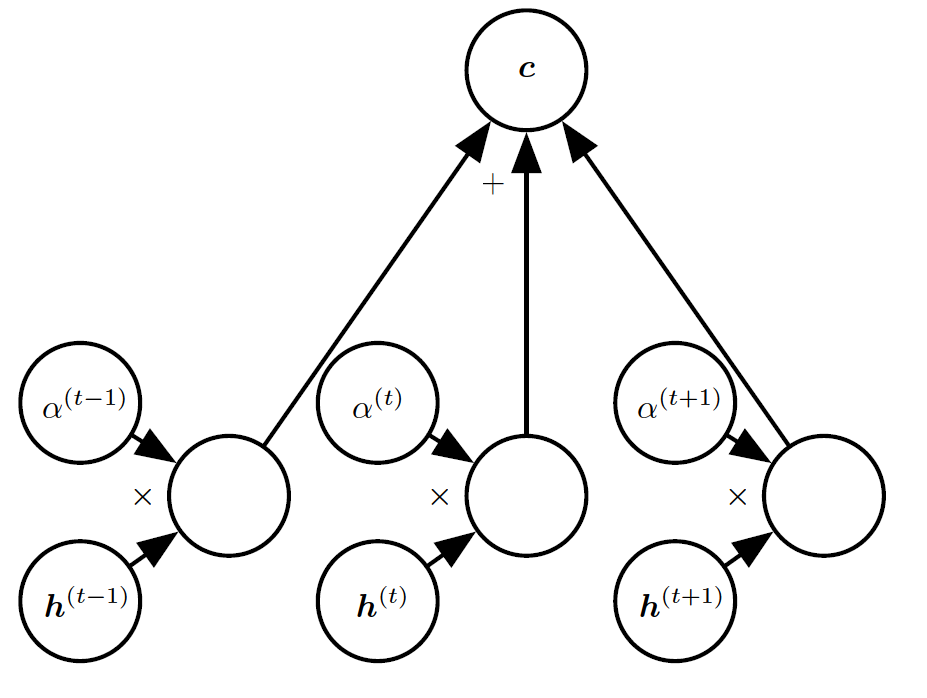 c
+
α^(t−1) α^(t) α^(t+1)
× × ×
h^(t−1) h^(t) h^(t+1)